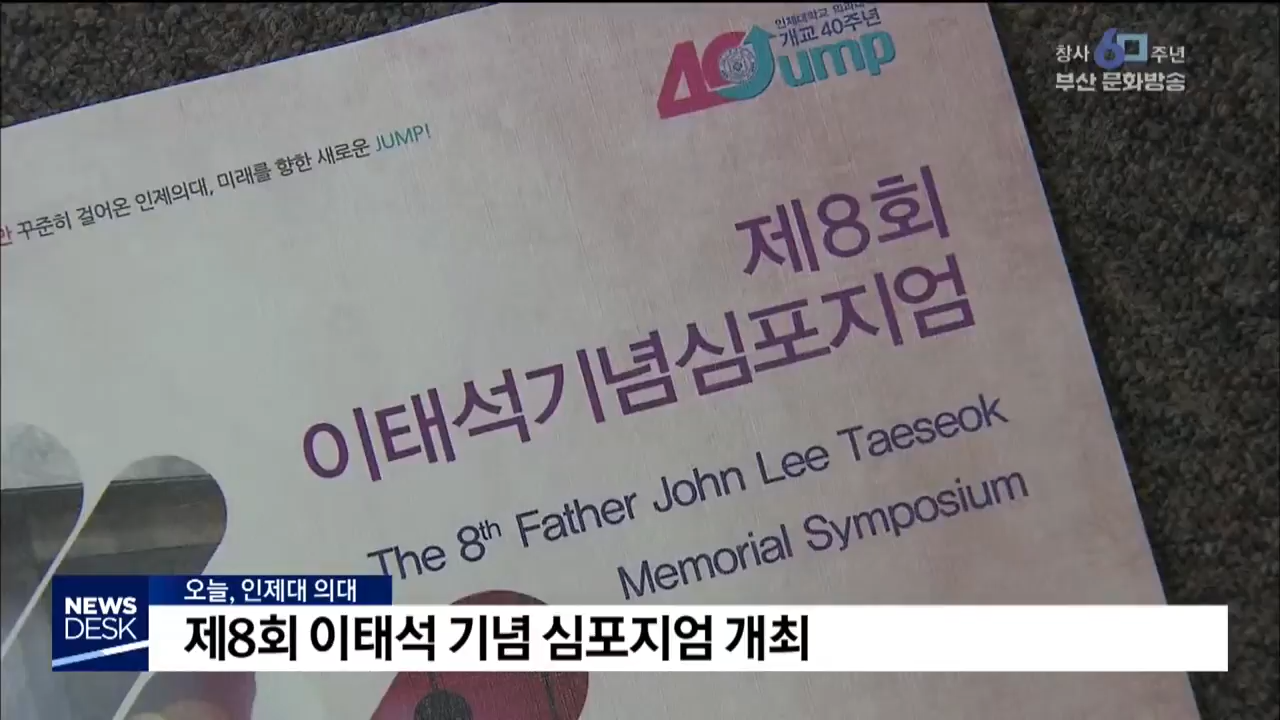 인제대학교 의과대
개교 40주년
40 Jump
창사 60 주년
부산 문화방송
꾸준히 걸어온 인제의대, 미래를 향한 새로운 JUMP!
제8회
이태석기념심포지엄
The 8th Father John Lee Taeseok
Memorial Symposium
NEWS
DESK
오늘, 인제대 의대
제8회 이태석 기념 심포지엄 개최